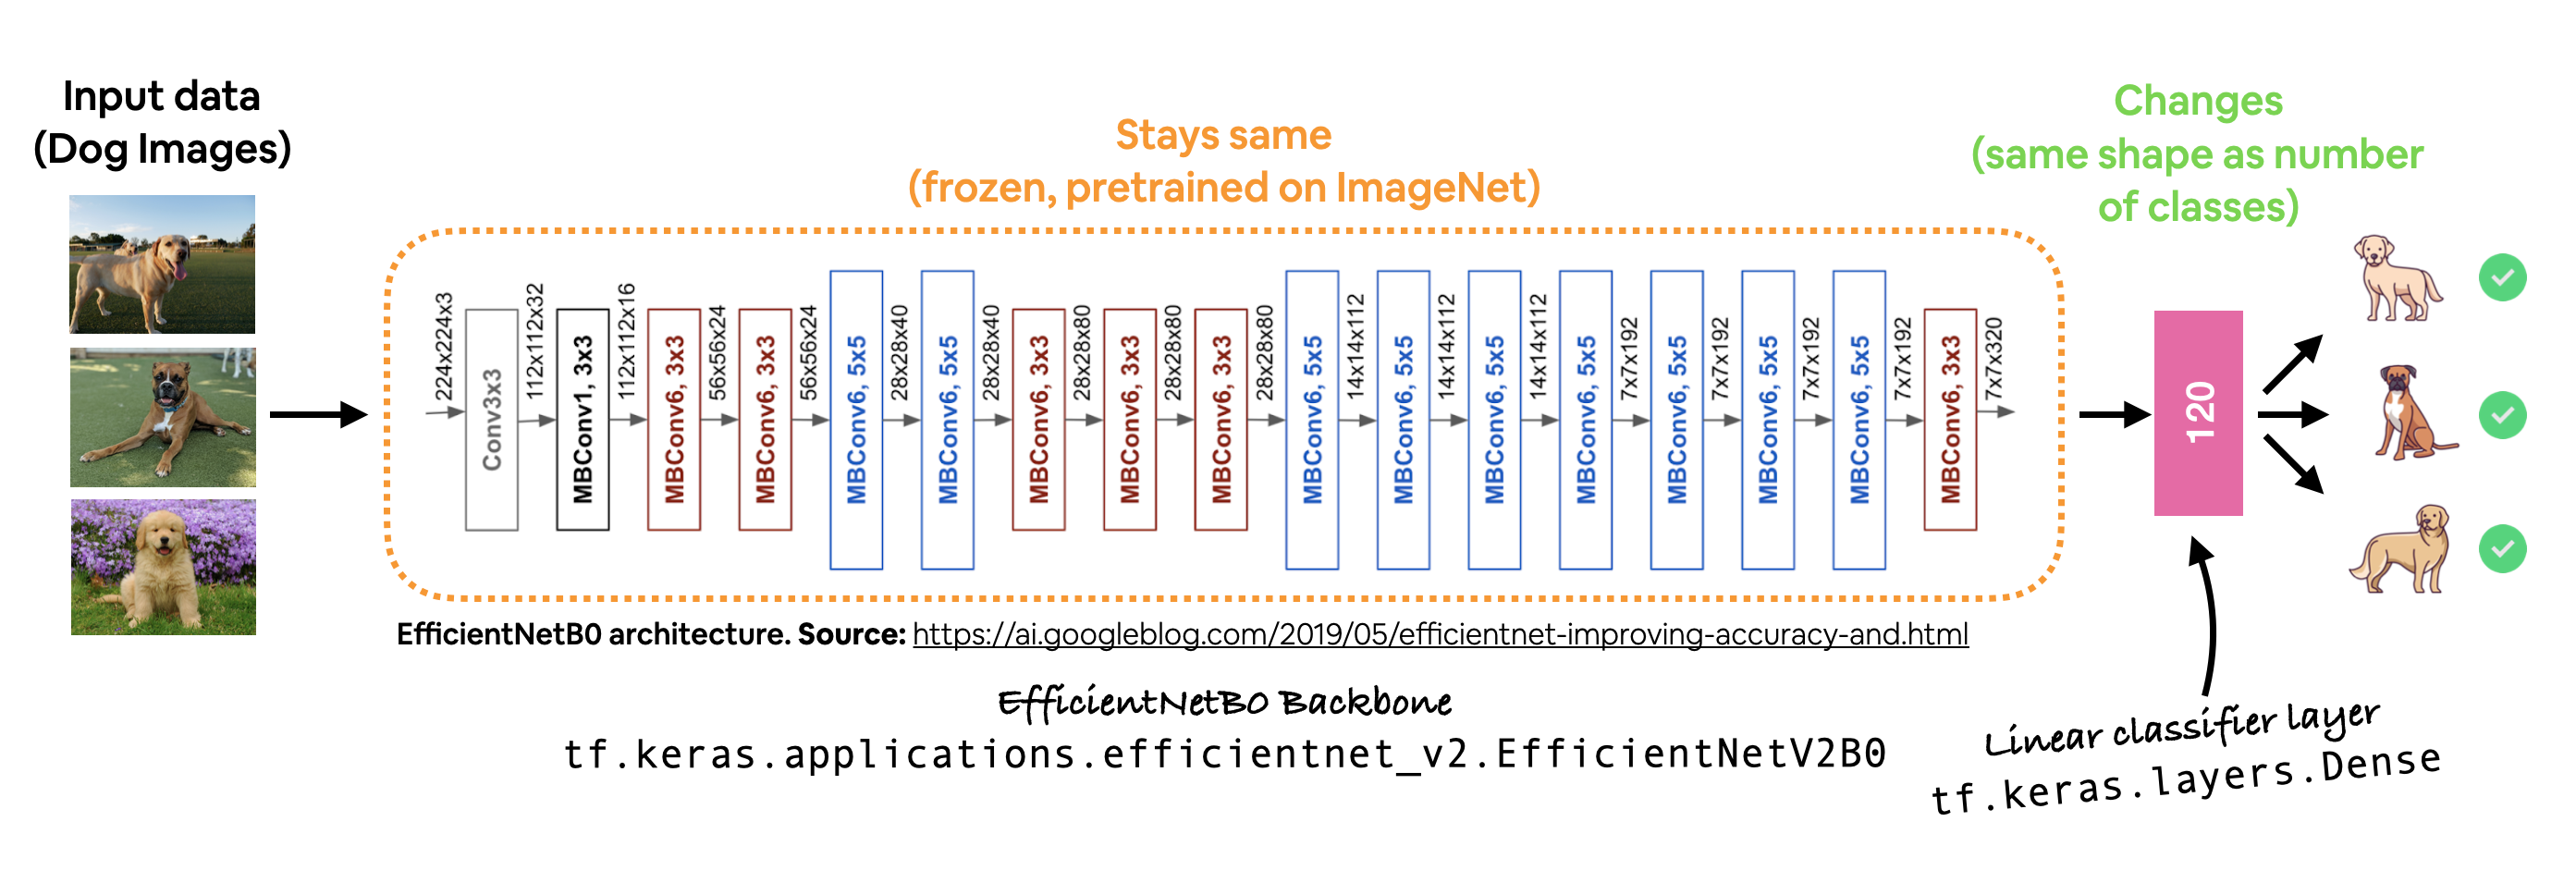 Input data
(Dog Images)
Stays same
(frozen, pretrained on ImageNet)
Changes
(same shape as number
of classes)
224x224x3
Conv3x3
112x112x32
MBConv1, 3x3
112x112x16
MBConv6, 3x3
56x56x24
MBConv6, 3x3
56x56x24
MBConv6, 5x5
28x28x40
MBConv6, 5x5
28x28x40
MBConv6, 3x3
28x28x80
MBConv6, 3x3
28x28x80
MBConv6, 3x3
28x28x80
MBConv6, 5x5
14x14x112
MBConv6, 5x5
14x14x112
MBConv6, 5x5
14x14x112
MBConv6, 5x5
7x7x192
MBConv6, 5x5
7x7x192
MBConv6, 5x5
7x7x192
MBConv6, 5x5
7x7x192
MBConv6, 3x3
7x7x320
120
EfficientNetB0 architecture. Source: https://ai.googleblog.com/2019/05/efficientnet-improving-accuracy-and.html
EfficientNetB0 Backbone
tf.keras.applications.efficientnet_v2.EfficientNetV2B0
Linear classifier layer
tf.keras.layers.Dense